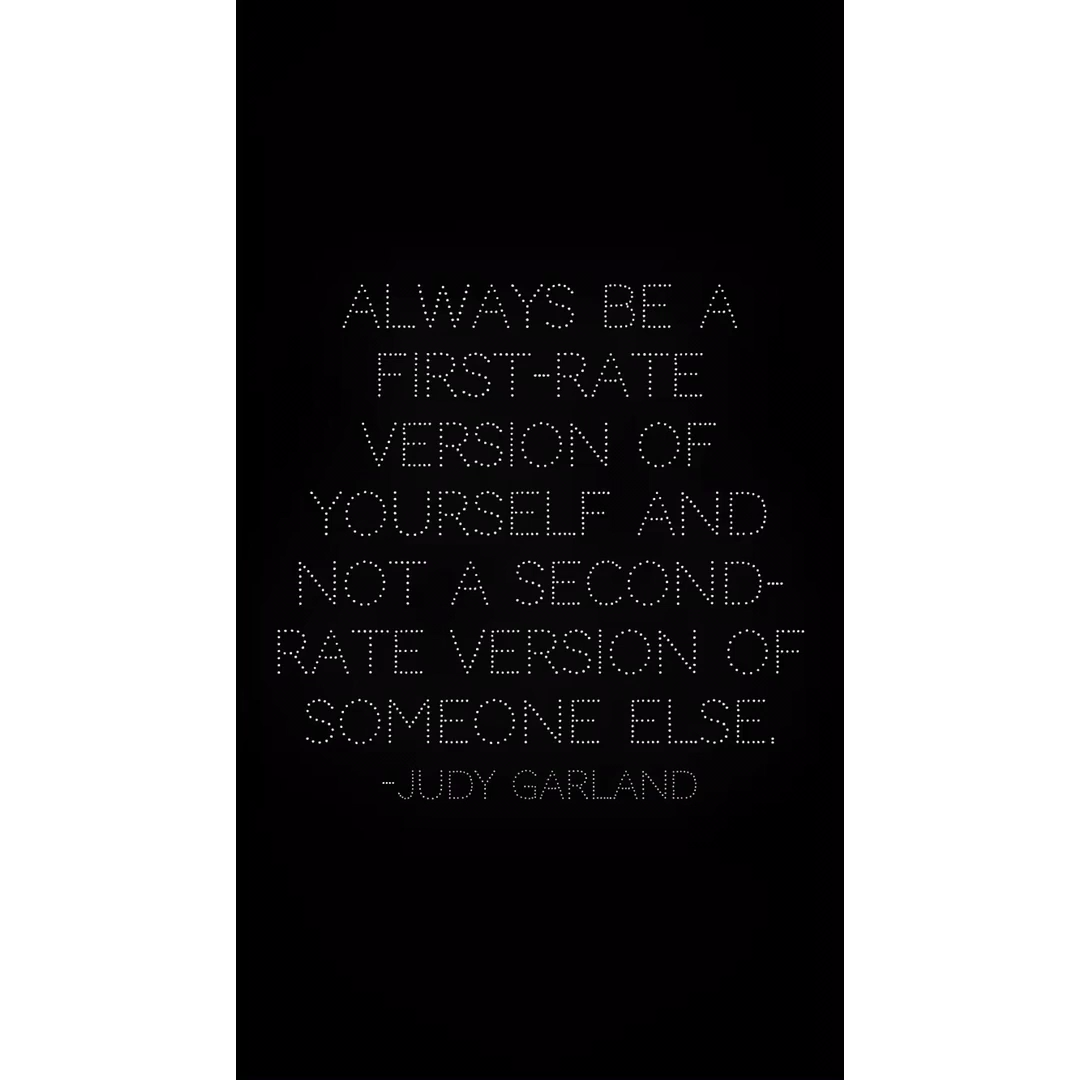 ALWAYS BE A
FIRST-RATE
VERSION OF
YOURSELF AND
NOT A SECOND-
RATE VERSION OF
SOMEONE ELSE.
-JUDY GARLAND